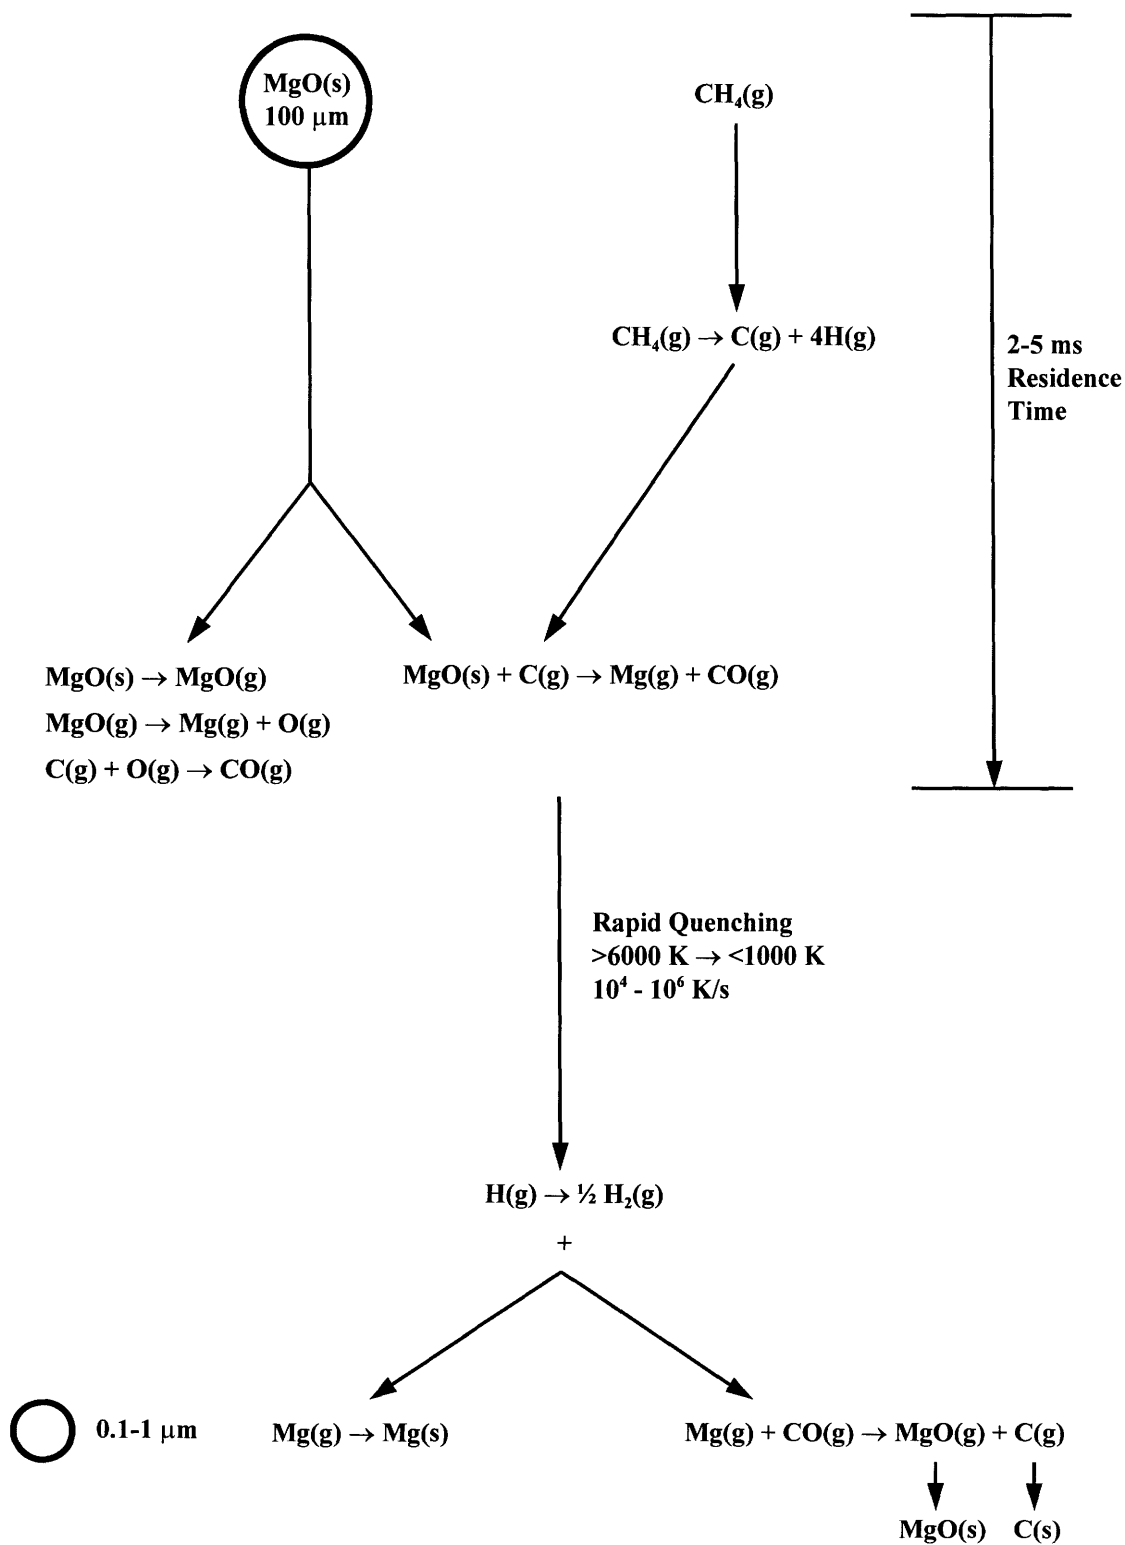 MgO(s)
100 μm
CH₄(g)
CH₄(g) → C(g) + 4H(g)
2-5 ms
Residence
Time
MgO(s) → MgO(g)
MgO(g) → Mg(g) + O(g)
C(g) + O(g) → CO(g)
MgO(s) + C(g) → Mg(g) + CO(g)
Rapid Quenching
>6000 K → <1000 K
10⁴ - 10⁶ K/s
H(g) → ½ H₂(g)
+
0.1-1 μm
Mg(g) → Mg(s)
Mg(g) + CO(g) → MgO(g) + C(g)
MgO(s) C(s)